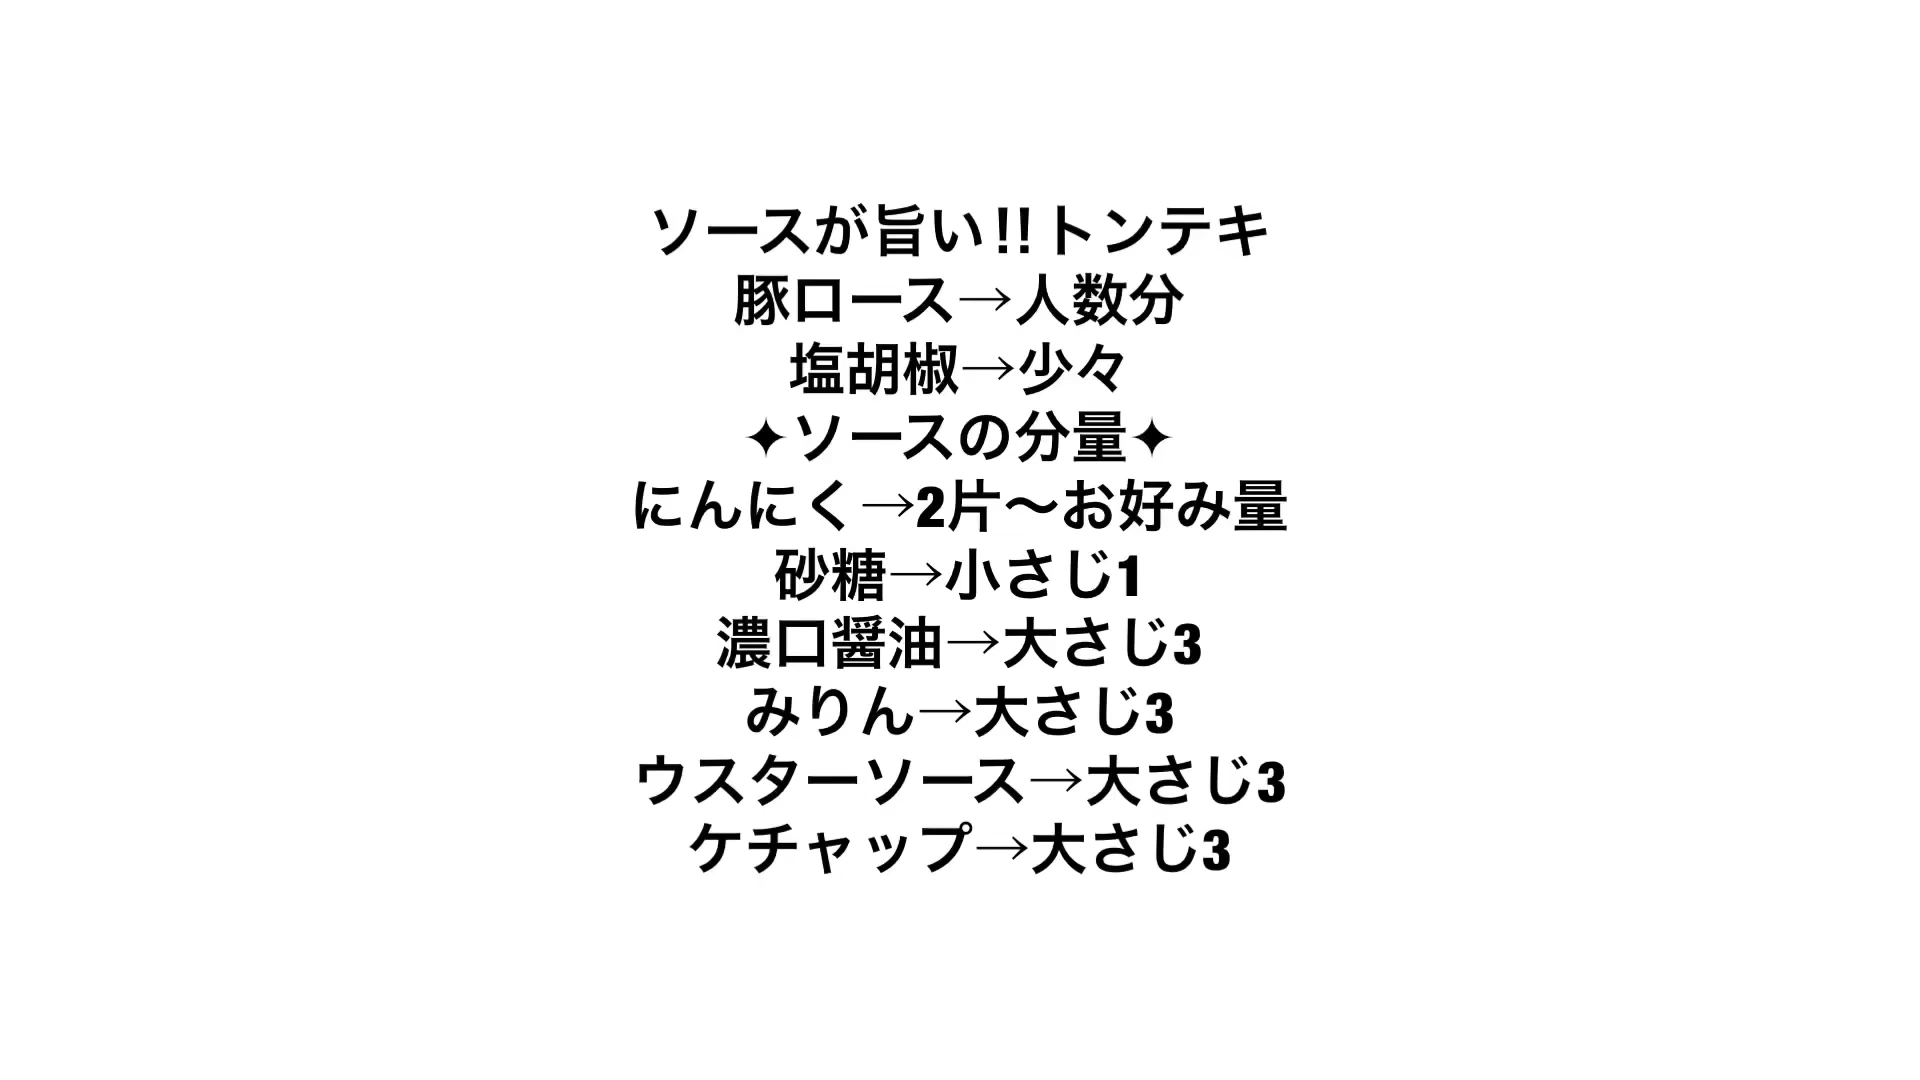 ソースが旨い!!トンテキ
豚ロース→人数分
塩胡椒→少々
✦ソースの分量✦
にんにく→2片〜お好み量
砂糖→小さじ1
濃口醤油→大さじ3
みりん→大さじ3
ウスターソース→大さじ3
ケチャップ→大さじ3